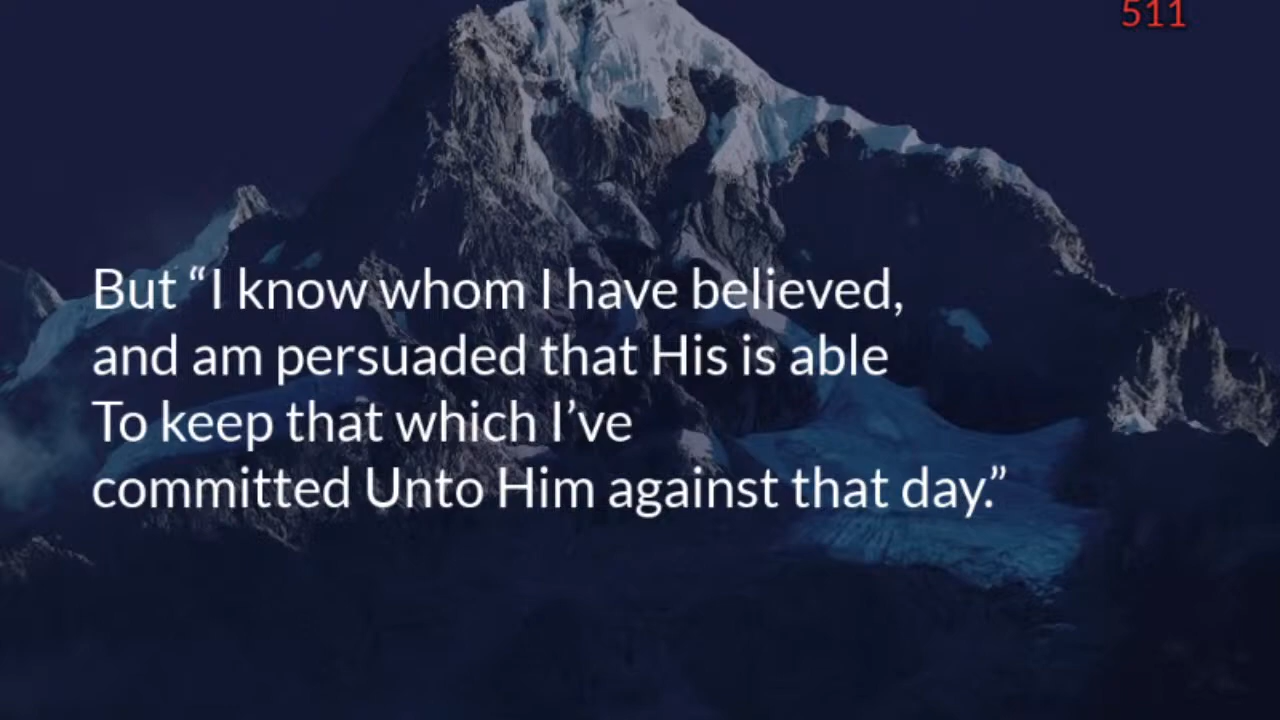 511
But “I know whom I have believed,
and am persuaded that His is able
To keep that which I’ve
committed Unto Him against that day.”